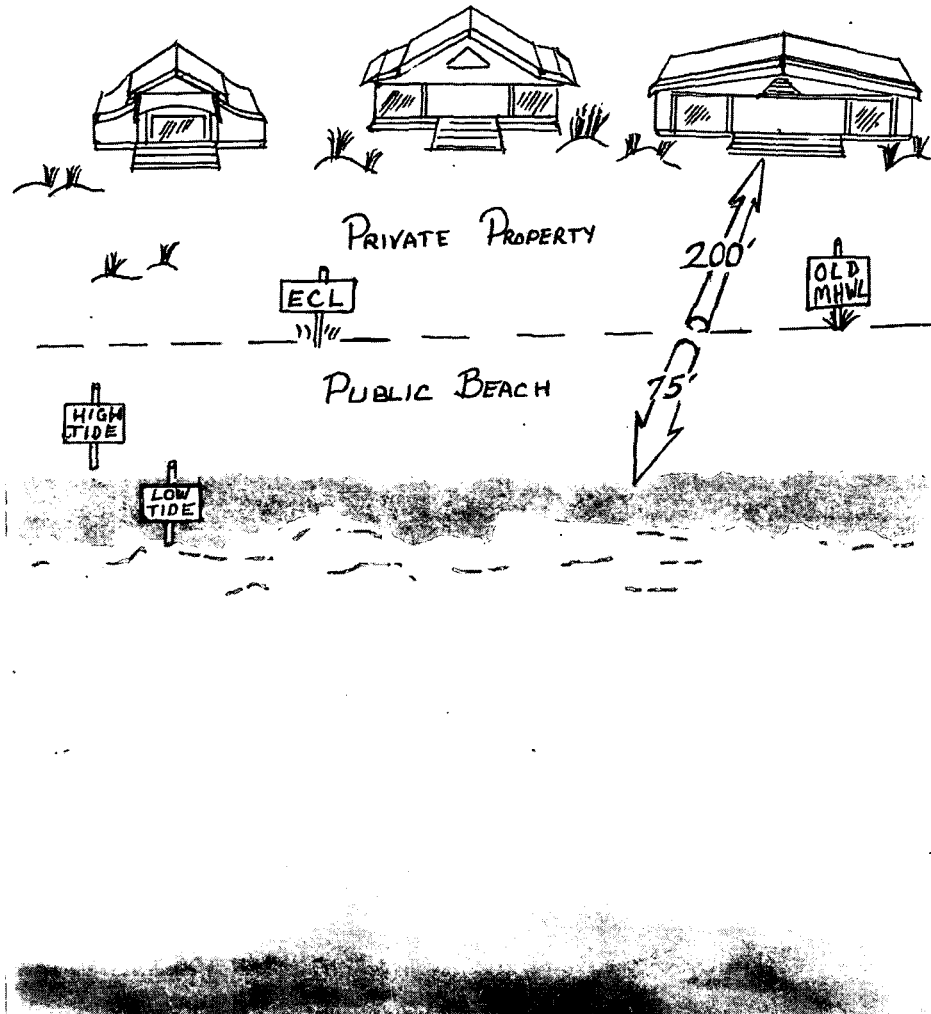 PRIVATE PROPERTY
200'
ECL
OLD
MHWL
PUBLIC BEACH
75'
HIGH
TIDE
LOW
TIDE